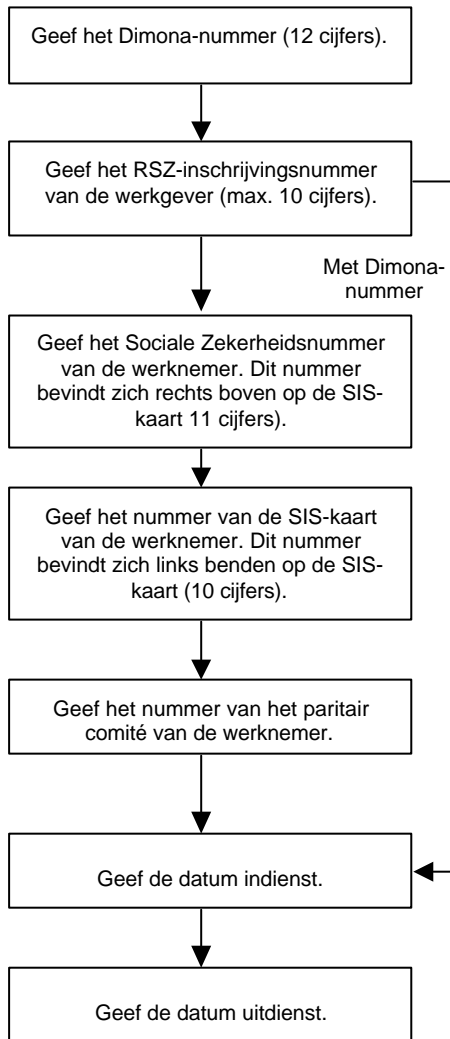 Geef het Dimona-nummer (12 cijfers).
Geef het RSZ-inschrijvingsnummer
van de werkgever (max. 10 cijfers).
Met Dimona-
nummer
Geef het Sociale Zekerheidsnummer
van de werknemer. Dit nummer
bevindt zich rechts boven op de SIS-
kaart 11 cijfers).
Geef het nummer van de SIS-kaart
van de werknemer. Dit nummer
bevindt zich links benden op de SIS-
kaart (10 cijfers).
Geef het nummer van het paritair
comité van de werknemer.
Geef de datum indienst.
Geef de datum uitdienst.